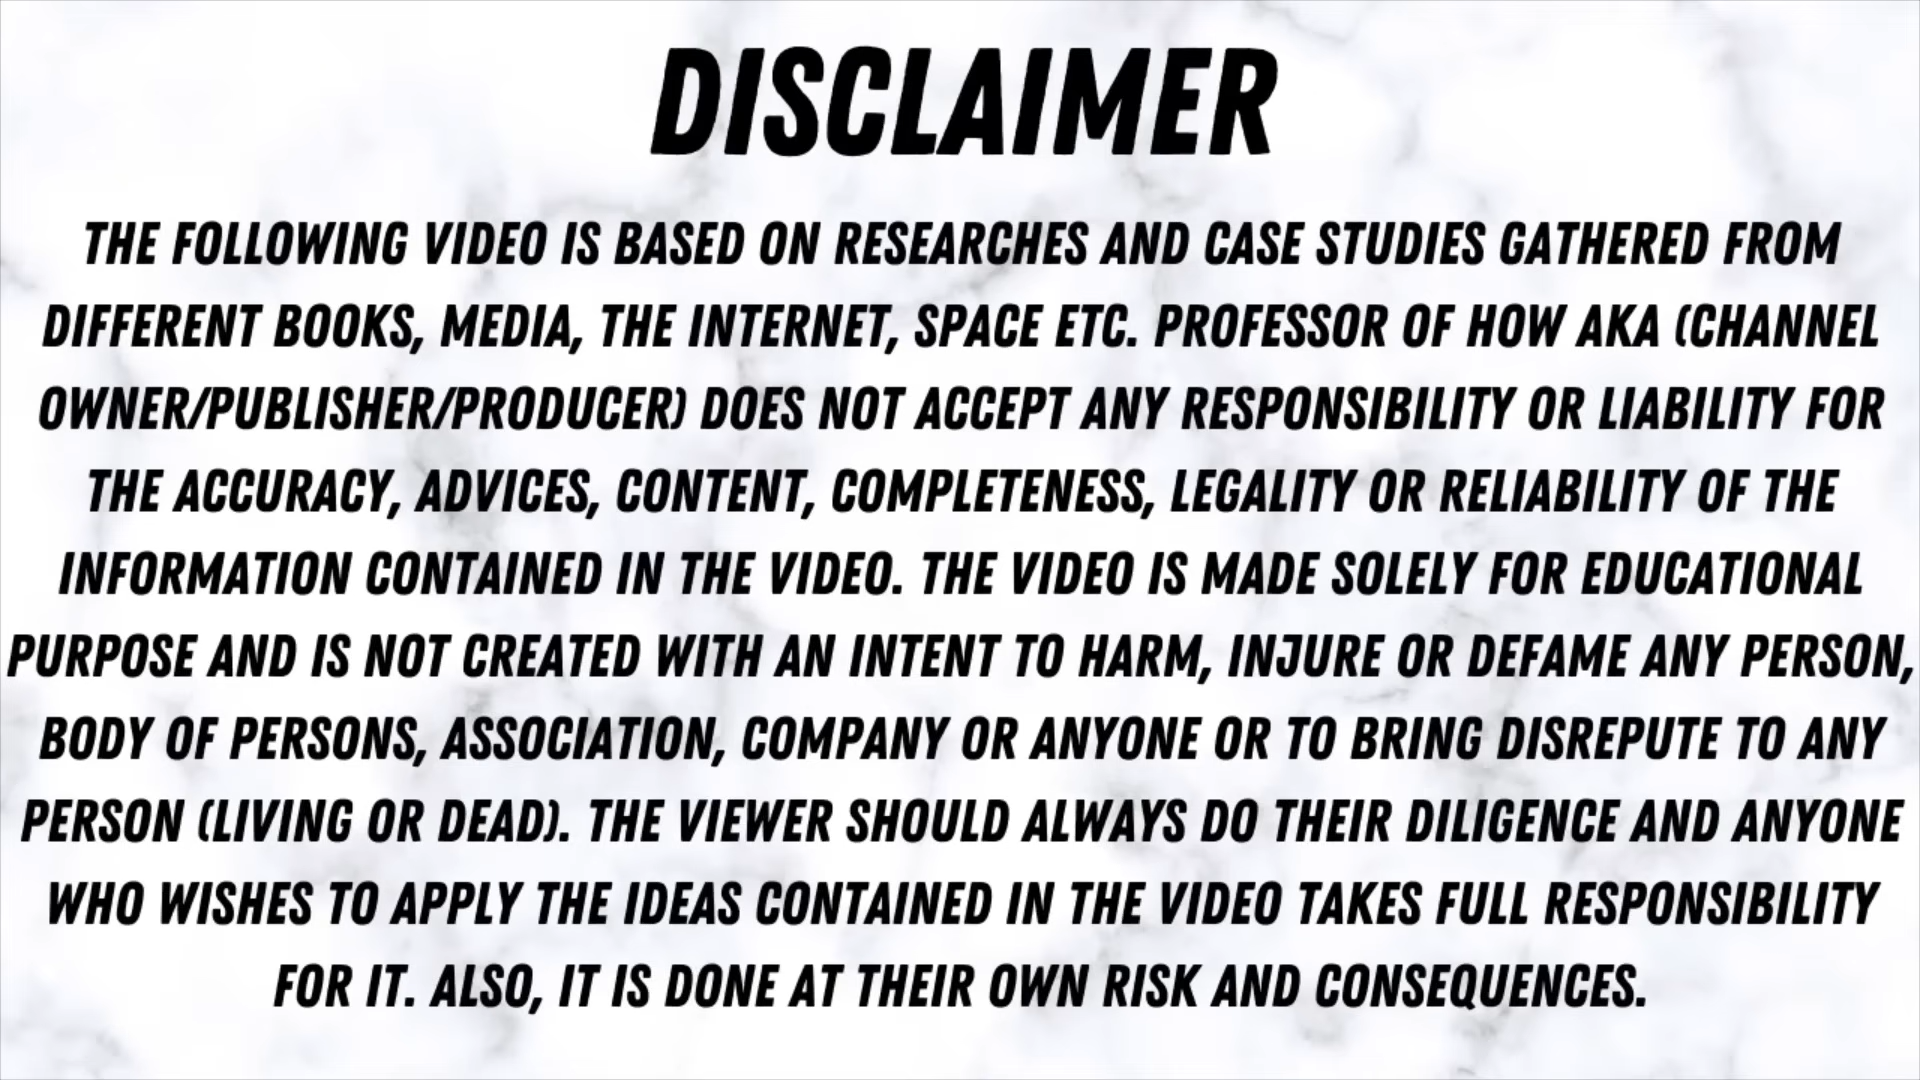 DISCLAIMER
THE FOLLOWING VIDEO IS BASED ON RESEARCHES AND CASE STUDIES GATHERED FROM
DIFFERENT BOOKS, MEDIA, THE INTERNET, SPACE ETC. PROFESSOR OF HOW AKA (CHANNEL
OWNER/PUBLISHER/PRODUCER) DOES NOT ACCEPT ANY RESPONSIBILITY OR LIABILITY FOR
THE ACCURACY, ADVICES, CONTENT, COMPLETENESS, LEGALITY OR RELIABILITY OF THE
INFORMATION CONTAINED IN THE VIDEO. THE VIDEO IS MADE SOLELY FOR EDUCATIONAL
PURPOSE AND IS NOT CREATED WITH AN INTENT TO HARM, INJURE OR DEFAME ANY PERSON,
BODY OF PERSONS, ASSOCIATION, COMPANY OR ANYONE OR TO BRING DISREPUTE TO ANY
PERSON (LIVING OR DEAD). THE VIEWER SHOULD ALWAYS DO THEIR DILIGENCE AND ANYONE
WHO WISHES TO APPLY THE IDEAS CONTAINED IN THE VIDEO TAKES FULL RESPONSIBILITY
FOR IT. ALSO, IT IS DONE AT THEIR OWN RISK AND CONSEQUENCES.